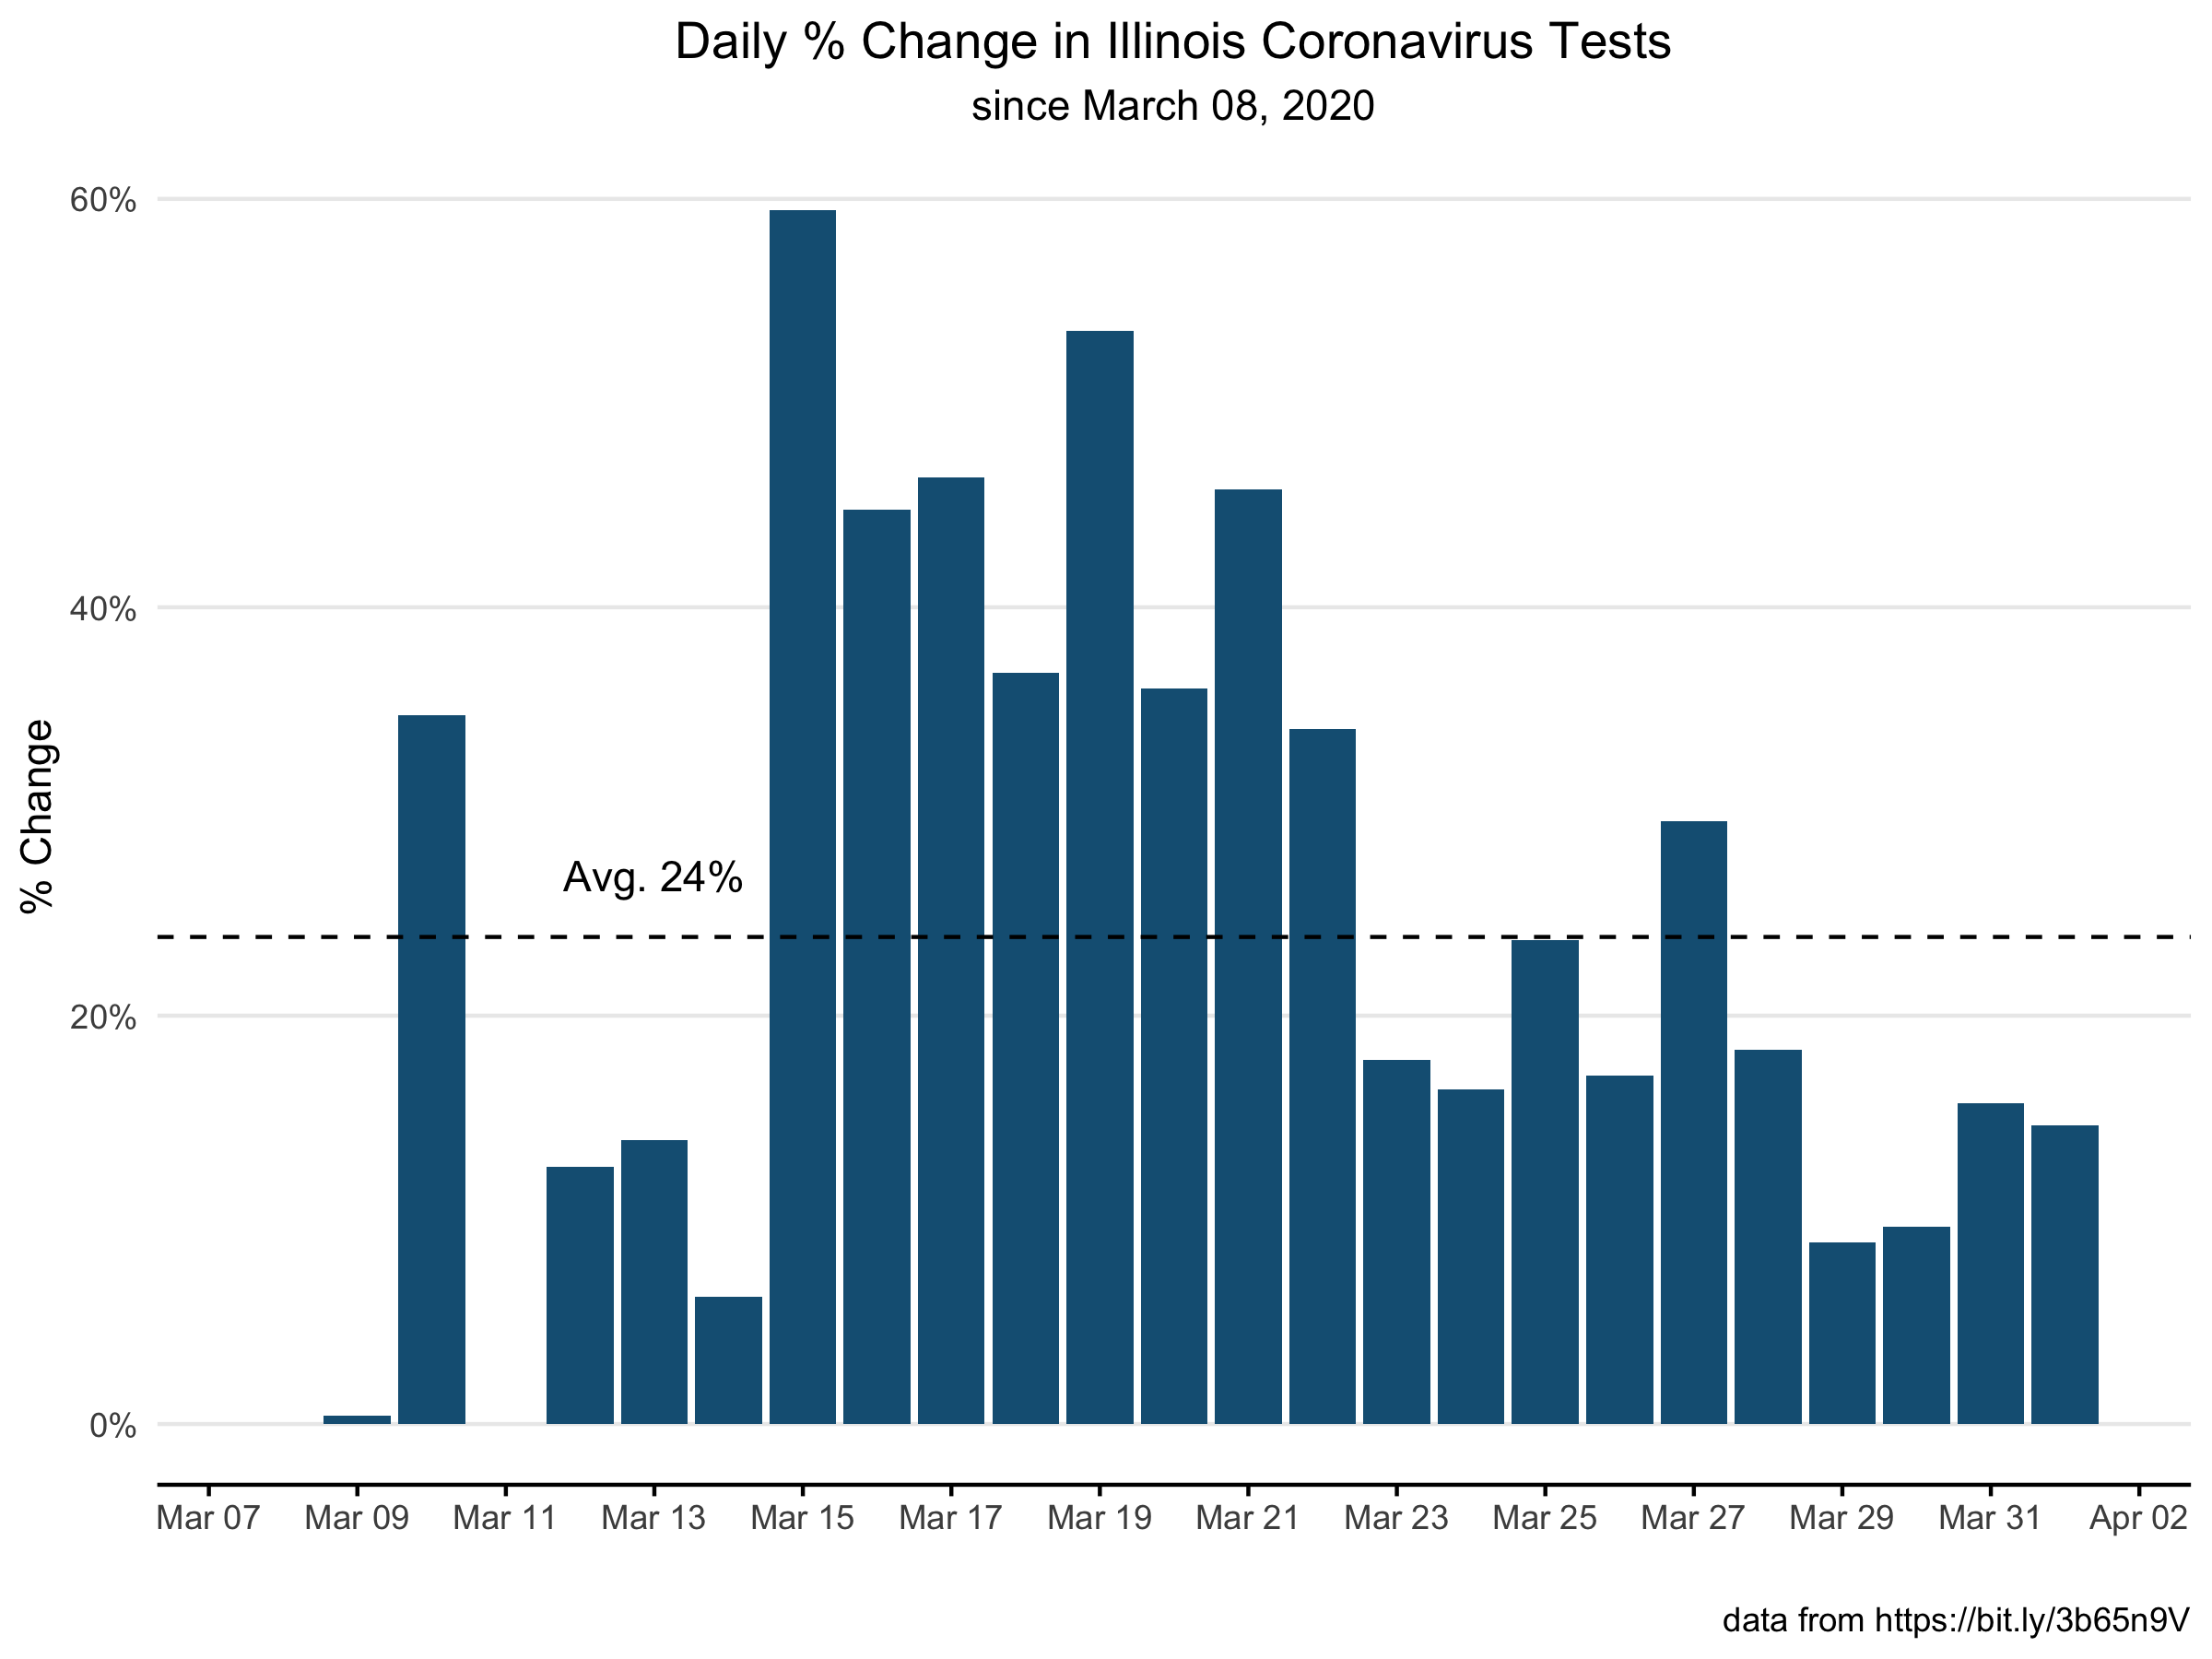 Daily % Change in Illinois Coronavirus Tests
since March 08, 2020
% Change
60%
40%
20%
0%
Avg. 24%
Mar 07 Mar 09 Mar 11 Mar 13 Mar 15 Mar 17 Mar 19 Mar 21 Mar 23 Mar 25 Mar 27 Mar 29 Mar 31 Apr 02
data from https://bit.ly/3b65n9V